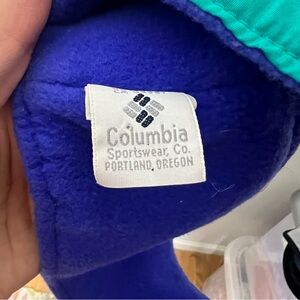 Columbia
Sportswear, Co.
PORTLAND, OREGON